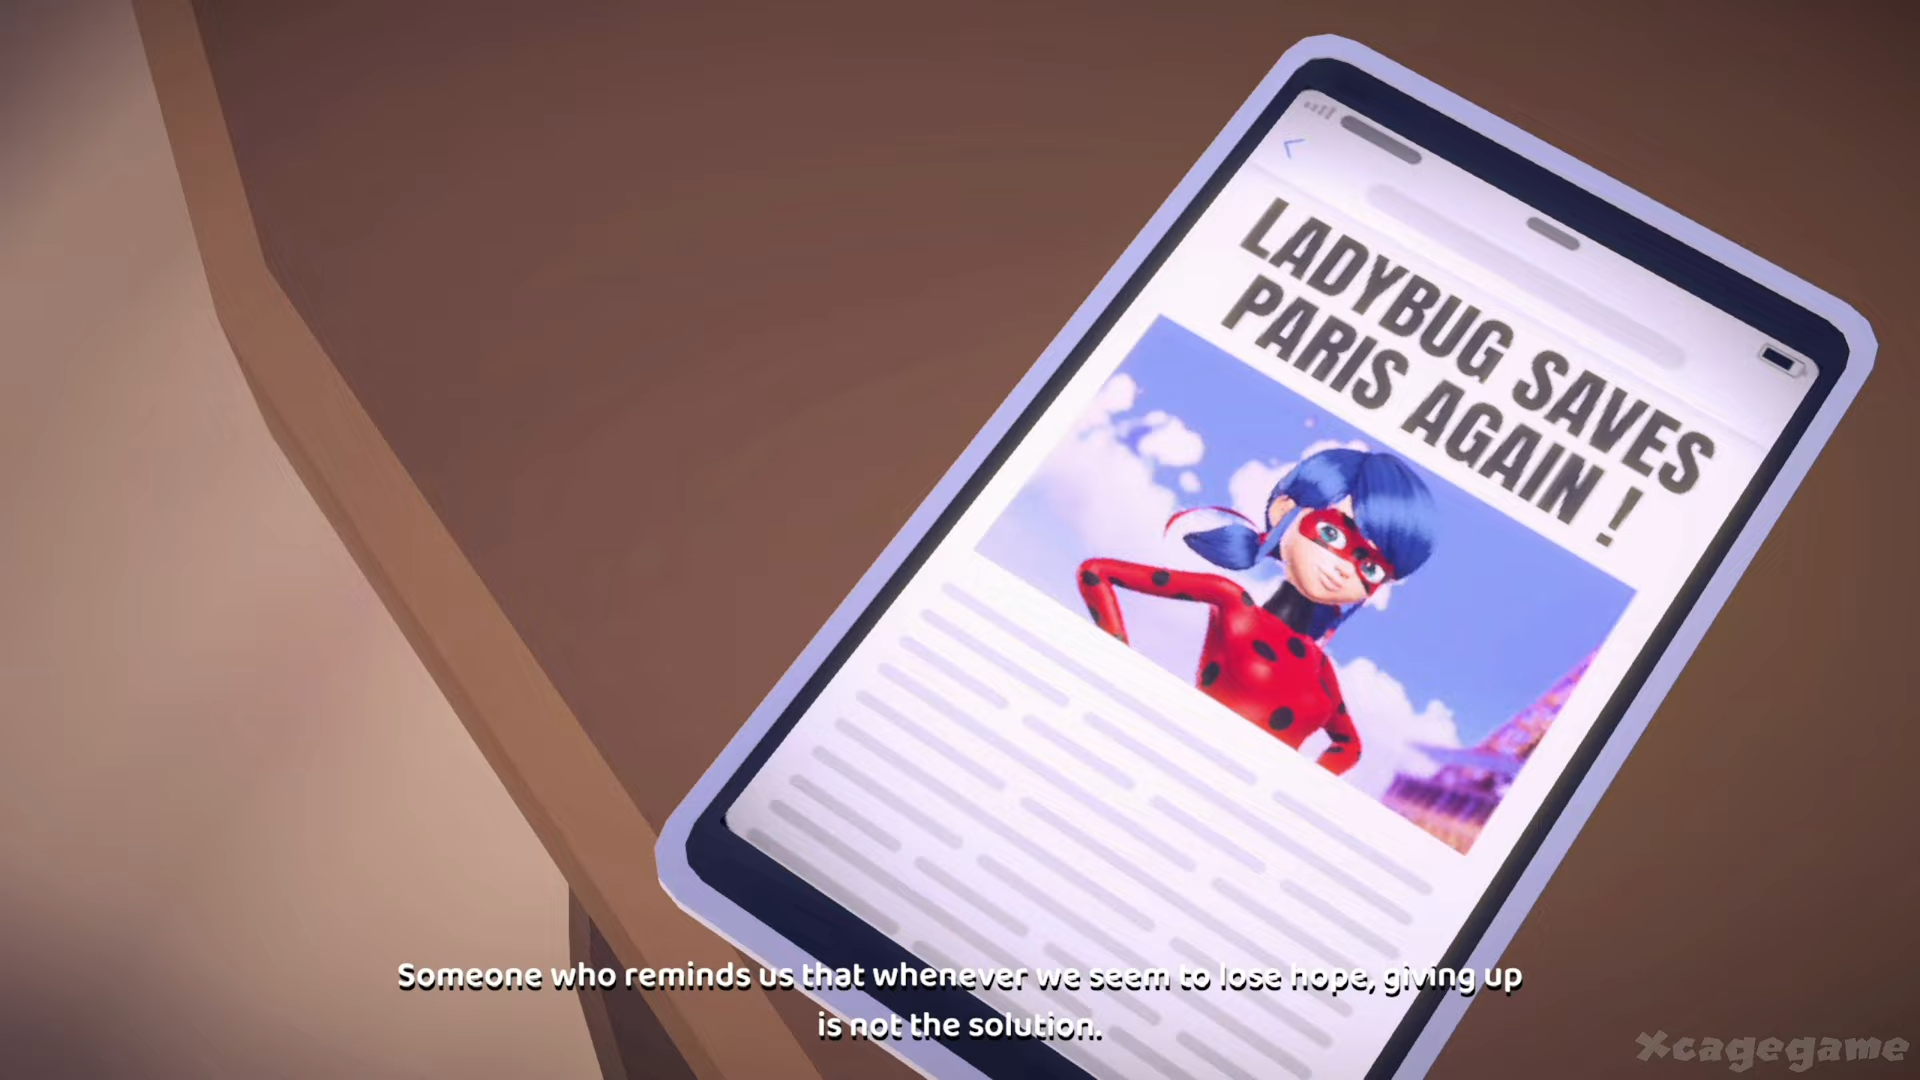 LADYBUG SAVES
PARIS AGAIN !
Someone who reminds us that whenever we seem to lose hope, giving up
is not the solution.
Xcagegame